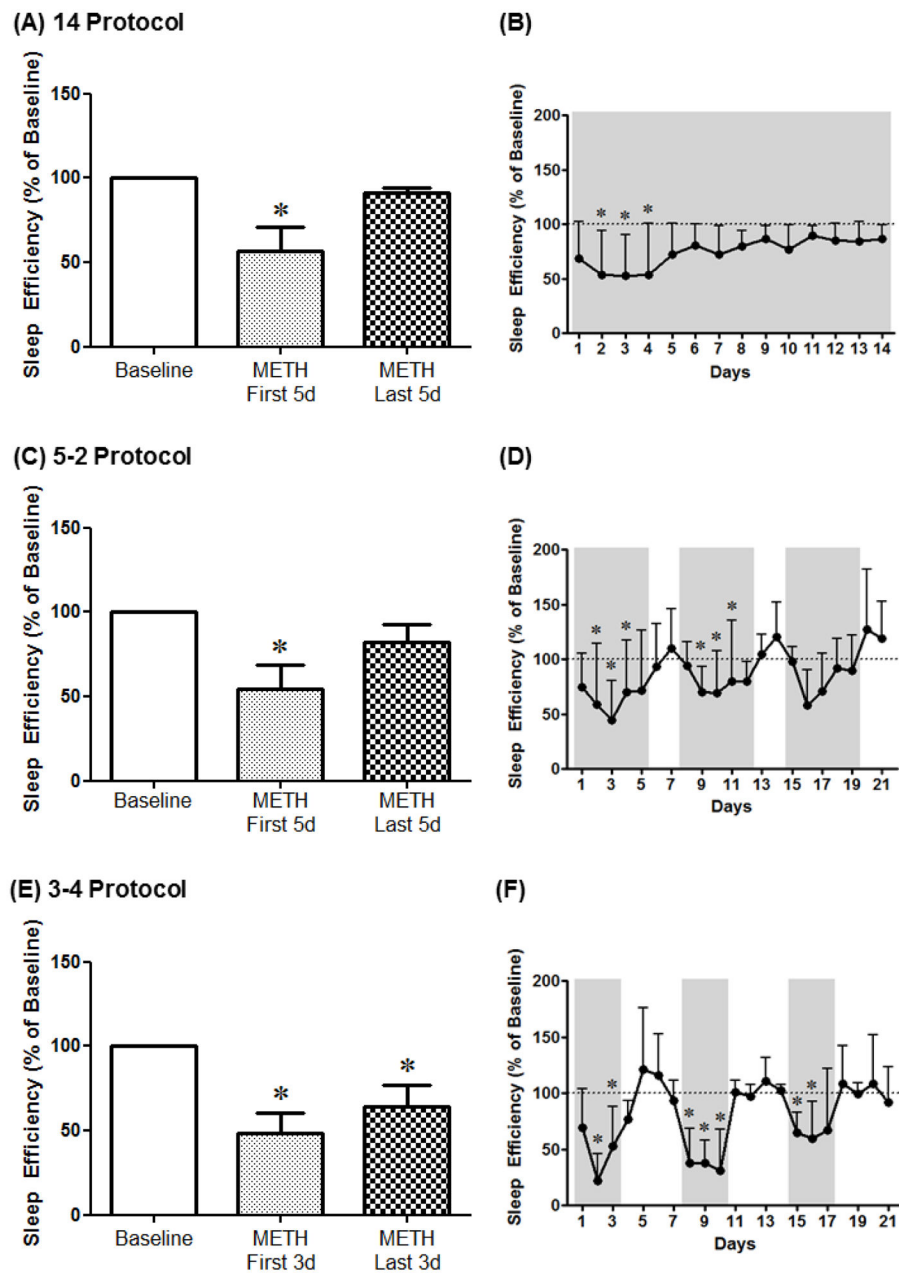 (A) 14 Protocol
Sleep Efficiency (% of Baseline)
150
100
50
0
*
Baseline
METH
First 5d
METH
Last 5d
(B)
Sleep Efficiency (% of Baseline)
200
150
100
50
0
* * *
1 2 3 4 5 6 7 8 9 10 11 12 13 14
Days
(C) 5-2 Protocol
Sleep Efficiency (% of Baseline)
150
100
50
0
*
Baseline
METH
First 5d
METH
Last 5d
(D)
Sleep Efficiency (% of Baseline)
200
150
100
50
0
* * * * * *
1 3 5 7 9 11 13 15 17 19 21
Days
(E) 3-4 Protocol
Sleep Efficiency (% of Baseline)
150
100
50
0
* *
Baseline
METH
First 3d
METH
Last 3d
(F)
Sleep Efficiency (% of Baseline)
200
150
100
50
0
* * * * * * *
1 3 5 7 9 11 13 15 17 19 21
Days